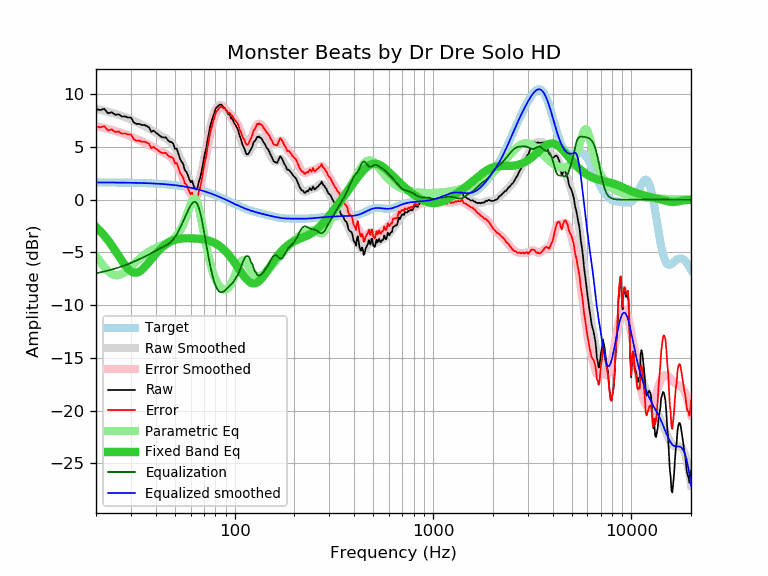 Monster Beats by Dr Dre Solo HD
Amplitude (dBr)
10
5
0
−5
−10
−15
−20
−25
Target
Raw Smoothed
Error Smoothed
Raw
Error
Parametric Eq
Fixed Band Eq
Equalization
Equalized smoothed
100
1000
10000
Frequency (Hz)